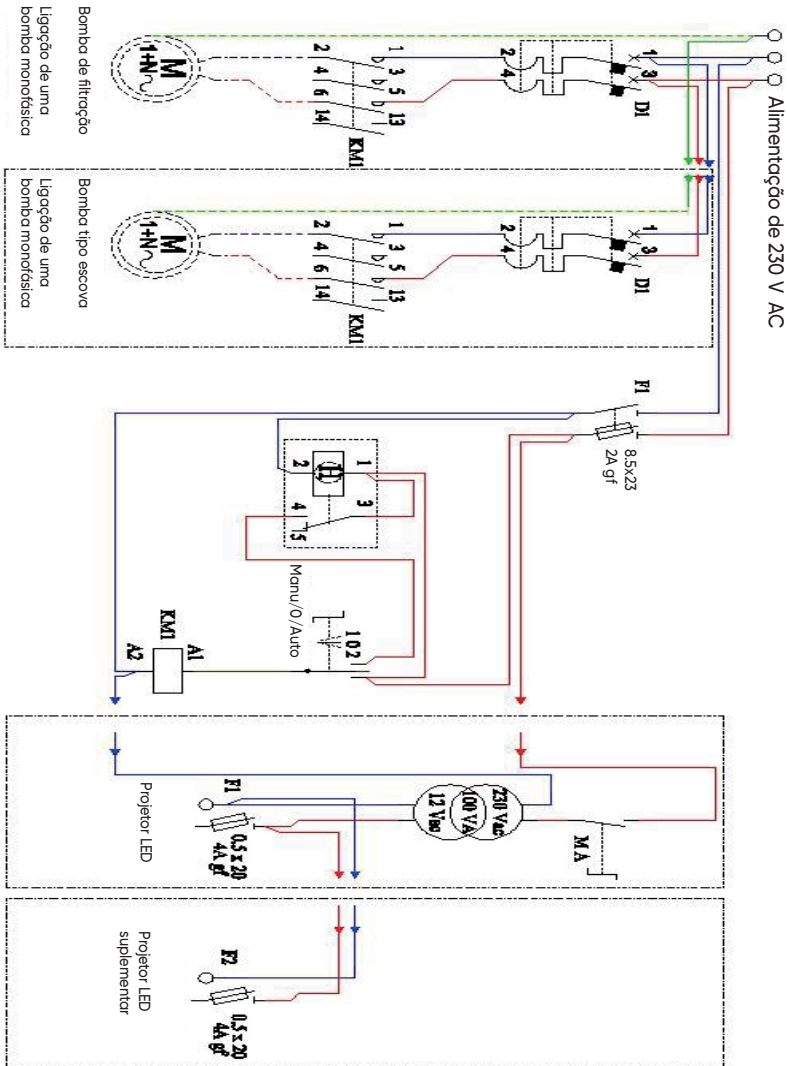 Alimentação de 230 V AC
1
3
D1
2
4
1
3
5
13
2
4
6
14
KM1
M
1+N~
Bomba de filtração
Ligação de uma
bomba monofásica
1
3
D1
2
4
1
3
5
13
2
4
6
14
KM1
M
1+N~
Bomba tipo escova
Ligação de uma
bomba monofásica
F1
8.5x23
2A gf
1
2
H
3
4
5
Manu/0/Auto
1 0 2
KM1
A1
A2
MA
230 Vac
100 VA
12 Vac
F1
0.5 x 20
4A gf
Projetor LED
F2
0.5 x 20
4A gf
Projetor LED
suplementar